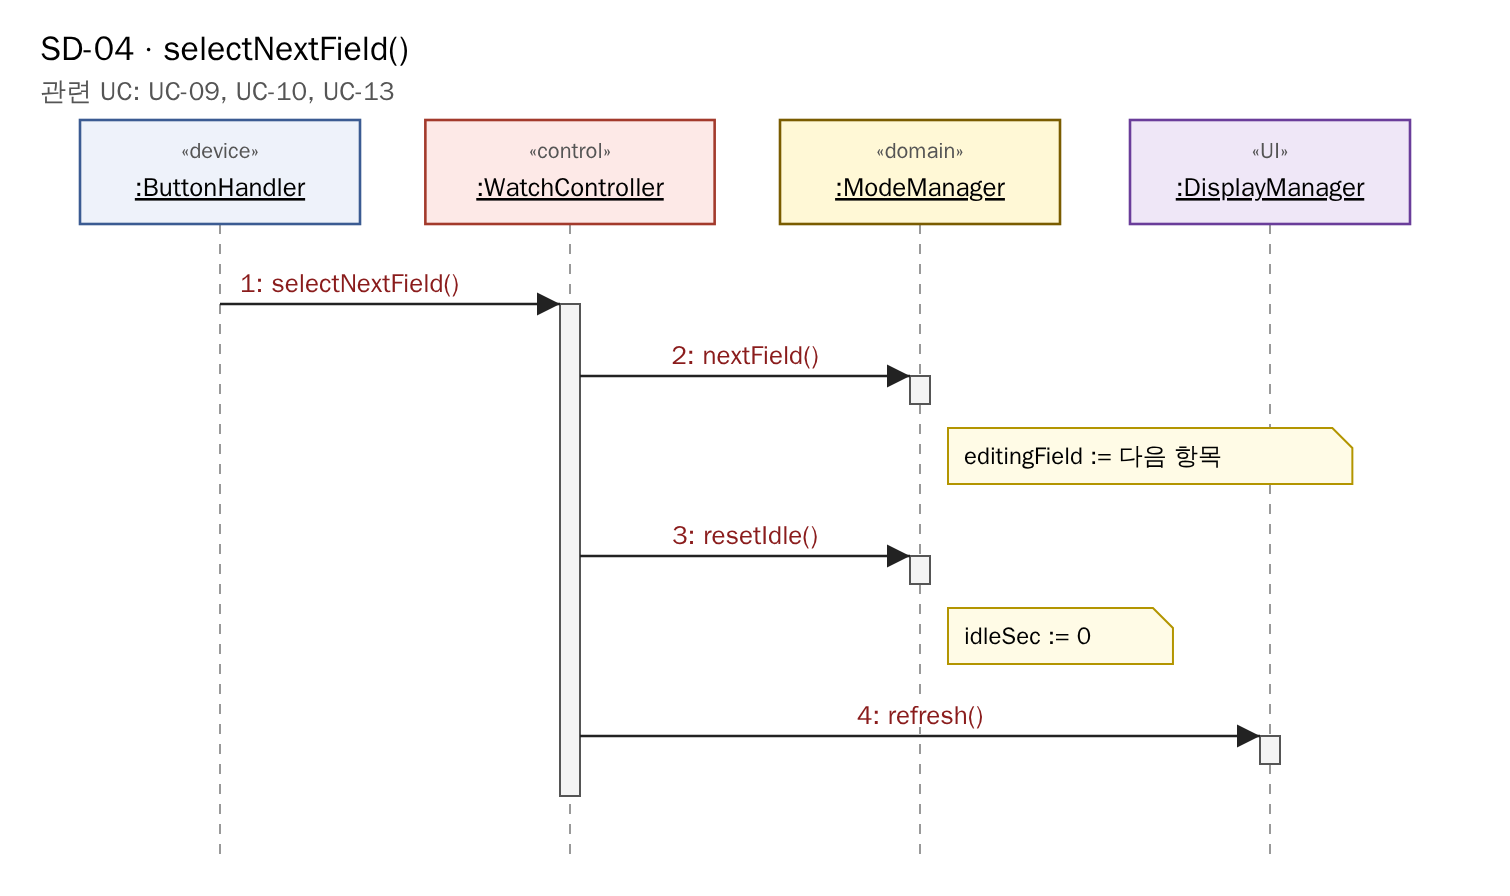 SD-04 · selectNextField()
관련 UC: UC-09, UC-10, UC-13
«device»
:ButtonHandler
«control»
:WatchController
«domain»
:ModeManager
«UI»
:DisplayManager
1: selectNextField()
2: nextField()
editingField := 다음 항목
3: resetIdle()
idleSec := 0
4: refresh()